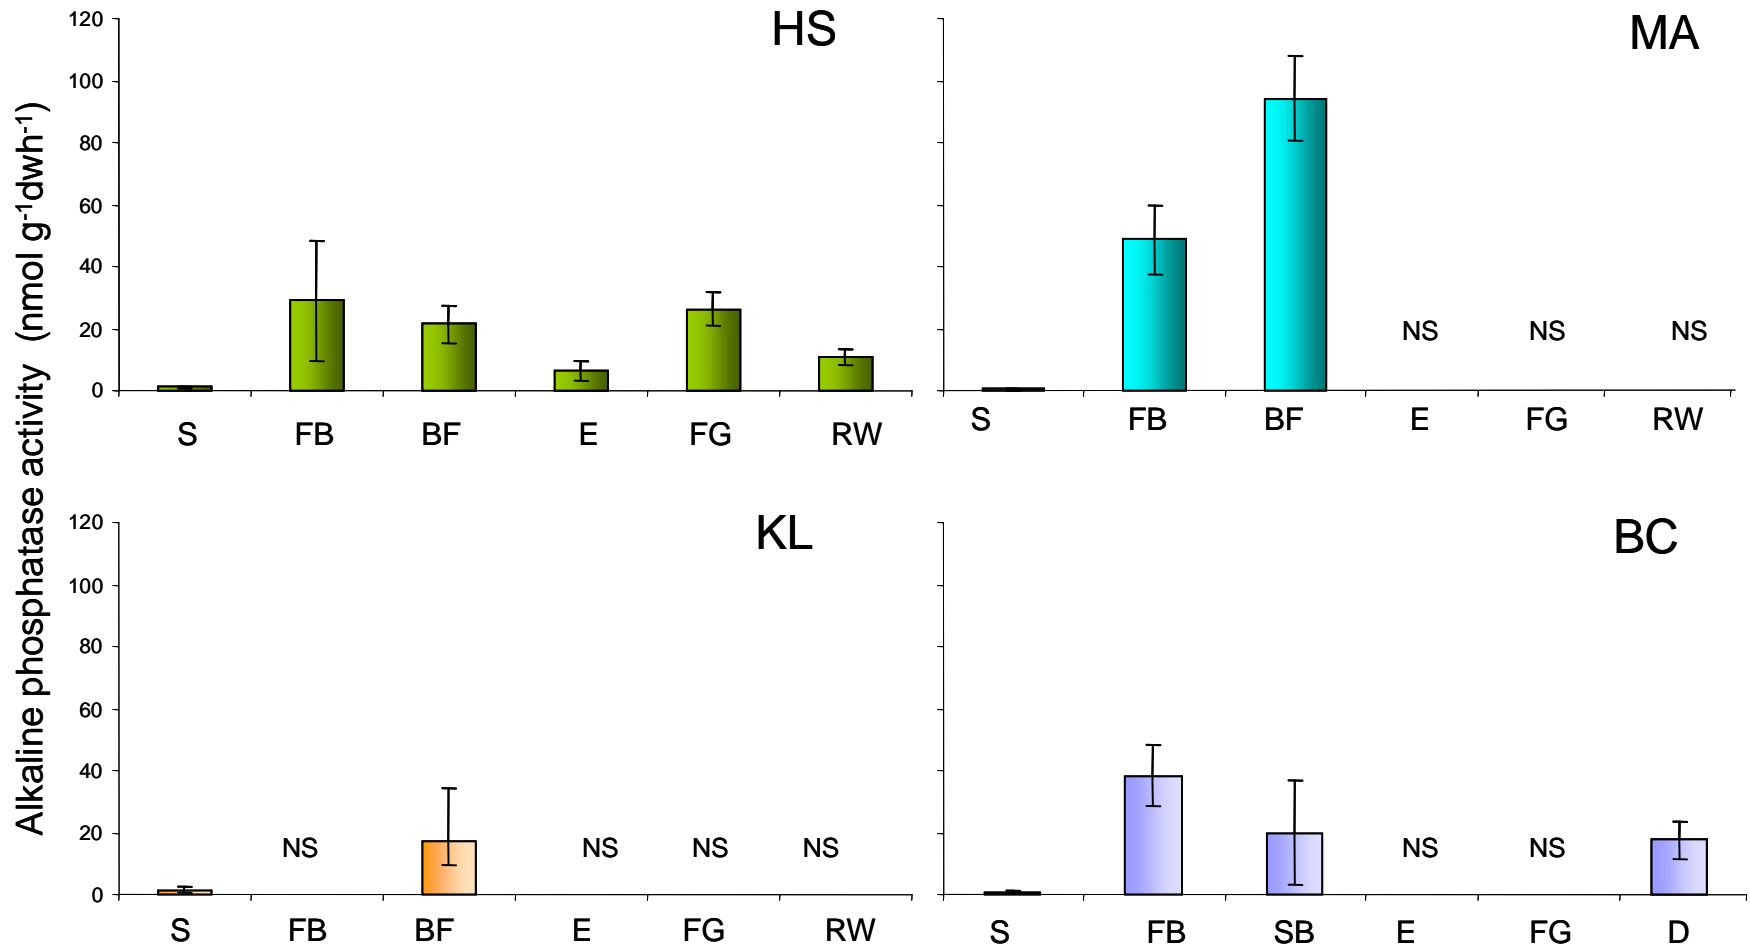 Alkaline phosphatase activity (nmol g-1dwh-1)
HS
120
100
80
60
40
20
0
S FB BF E FG RW
MA
NS NS NS
S FB BF E FG RW
KL
120
100
80
60
40
20
0
NS NS NS NS
S FB BF E FG RW
BC
NS NS
S FB SB E FG D